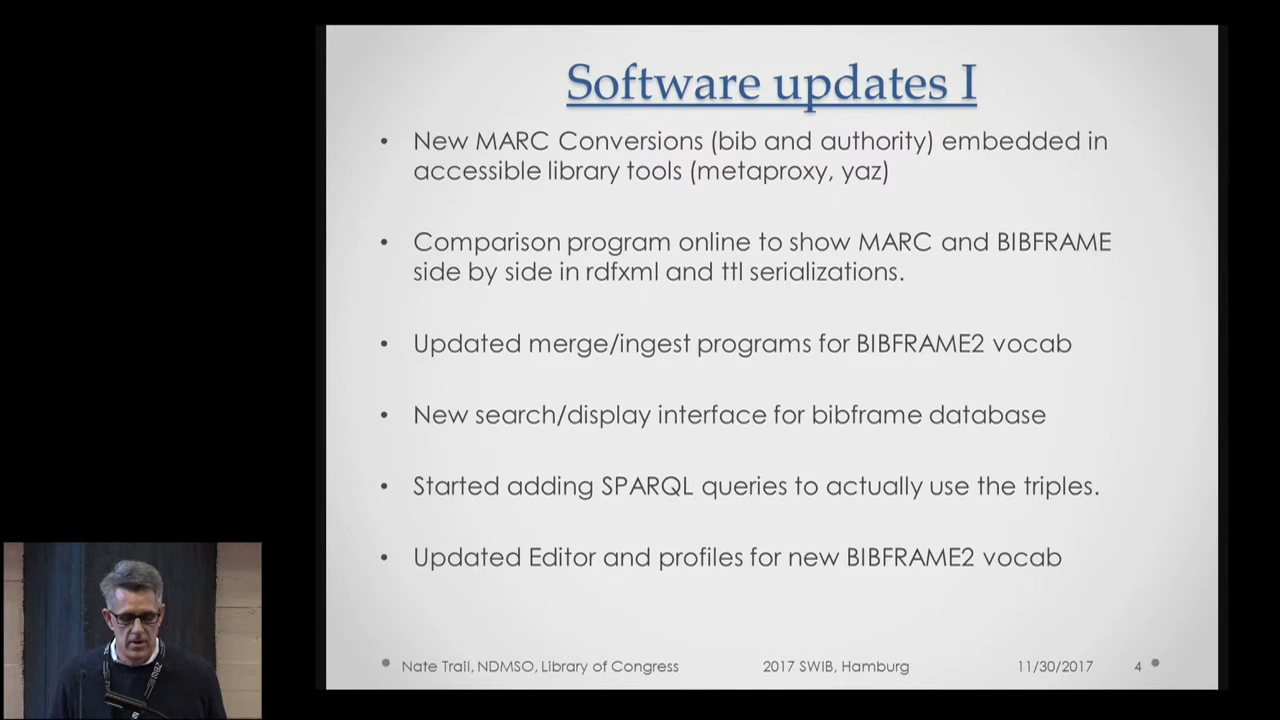 Software updates I
• New MARC Conversions (bib and authority) embedded in
accessible library tools (metaproxy, yaz)
• Comparison program online to show MARC and BIBFRAME
side by side in rdfxml and ttl serializations.
• Updated merge/ingest programs for BIBFRAME2 vocab
• New search/display interface for bibframe database
• Started adding SPARQL queries to actually use the triples.
• Updated Editor and profiles for new BIBFRAME2 vocab
Nate Trail, NDMSO, Library of Congress 2017 SWIB, Hamburg 11/30/2017 4